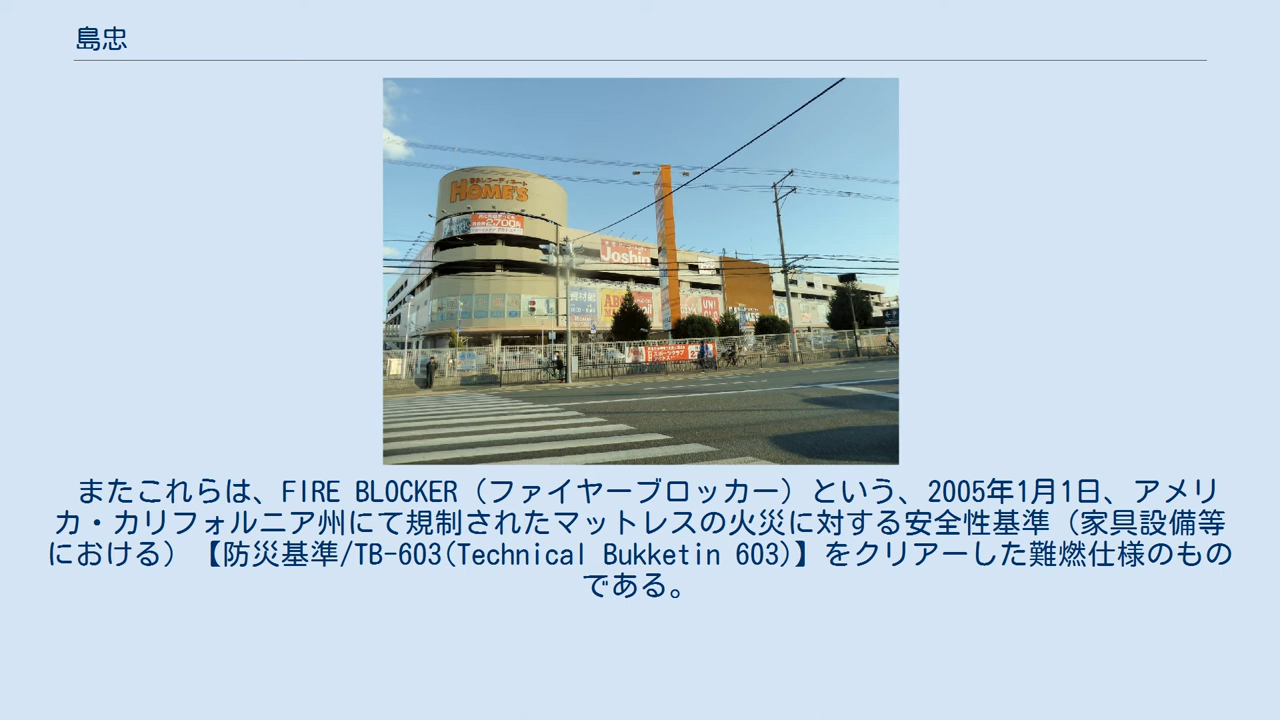 島忠
HOME'S
Joshin
またこれらは、FIRE BLOCKER（ファイヤーブロッカー）という、2005年1月1日、アメリ
カ・カリフォルニア州にて規制されたマットレスの火災に対する安全性基準（家具設備等
における）【防災基準/TB-603(Technical Bukketin 603)】をクリアーした難燃仕様のもの
である。